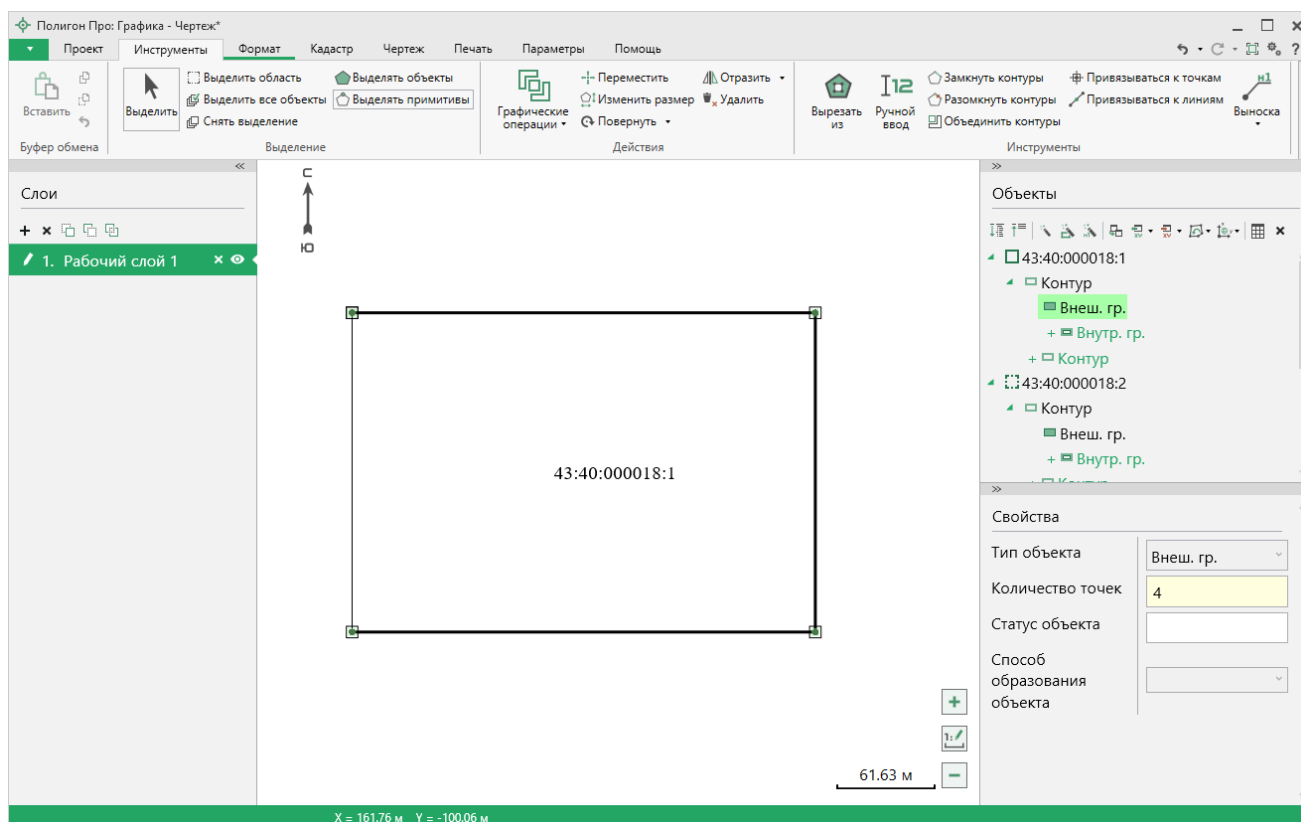 Полигон Про: Графика - Чертеж*
Проект Инструменты Формат Кадастр Чертеж Печать Параметры Помощь
Вставить
Буфер обмена
Выделить
Выделить область
Выделить все объекты
Снять выделение
Выделять объекты
Выделять примитивы
Выделение
Графические операции
Переместить
Изменить размер
Повернуть
Отразить
Удалить
Действия
Вырезать из
Ручной ввод
Замкнуть контуры
Разомкнуть контуры
Объединить контуры
Привязываться к точкам
Привязываться к линиям
Н1
Выноска
Инструменты
Слои
1. Рабочий слой 1
С
Ю
43:40:000018:1
61.63 м
Объекты
43:40:000018:1
Контур
Внеш. гр.
+ Внутр. гр.
+ Контур
43:40:000018:2
Контур
Внеш. гр.
+ Внутр. гр.
Свойства
Тип объекта Внеш. гр.
Количество точек 4
Статус объекта
Способ
образования
объекта
X = 161.76 м Y = -100.06 м